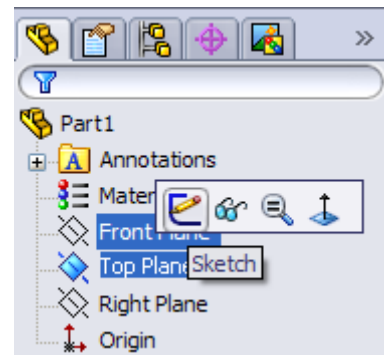 »
Part1
A Annotations
Mater
Front Plane
Top Plane Sketch
Right Plane
Origin